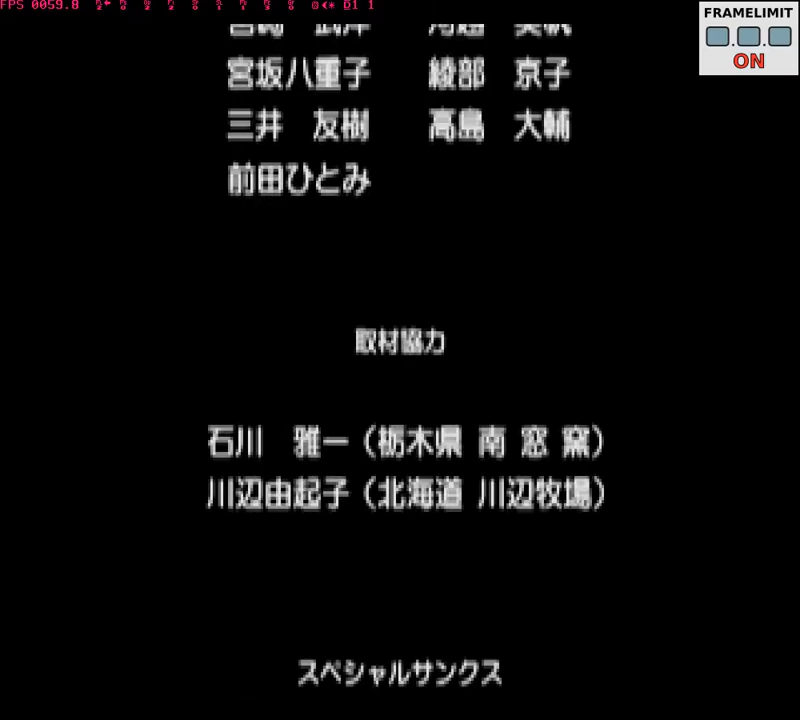 FPS 0059.8
FRAMELIMIT
ON
宮坂八重子 綾部 京子
三井 友樹 高島 大輔
前田ひとみ
取材協力
石川 雅一（栃木県 南 窓 窯）
川辺由起子（北海道 川辺牧場）
スペシャルサンクス